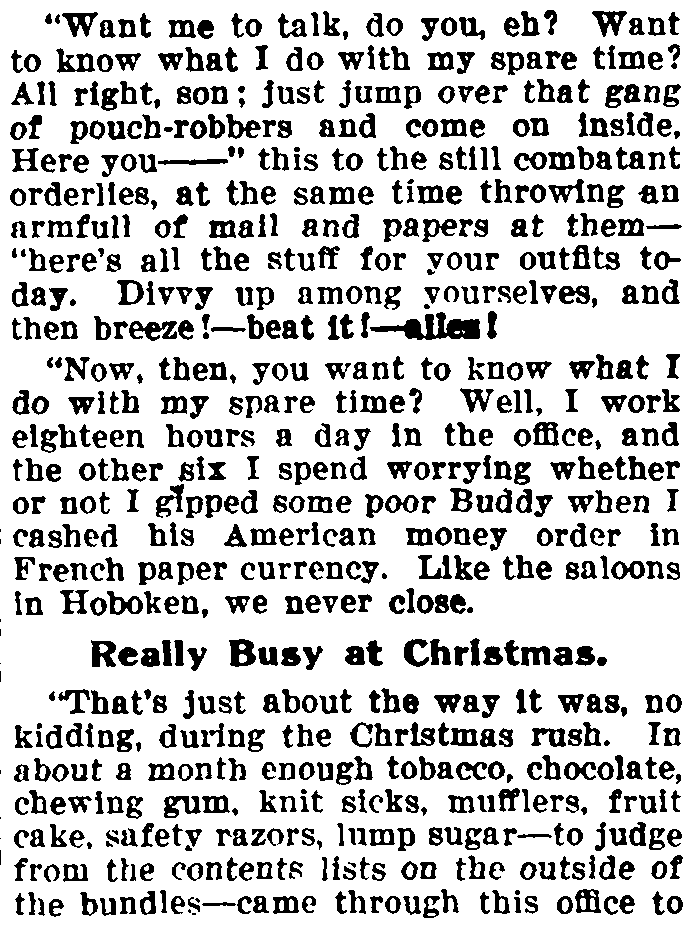 "Want me to talk, do you, eh? Want
to know what I do with my spare time?
All right, son; just jump over that gang
of pouch-robbers and come on inside.
Here you——" this to the still combatant
orderlies, at the same time throwing an
armfull of mail and papers at them—
"here's all the stuff for your outfits to-
day. Divvy up among yourselves, and
then breeze!—beat it!—allez!
"Now, then, you want to know what I
do with my spare time? Well, I work
eighteen hours a day in the office, and
the other six I spend worrying whether
or not I gipped some poor Buddy when I
cashed his American money order in
French paper currency. Like the saloons
in Hoboken, we never close.
Really Busy at Christmas.
"That's just about the way it was, no
kidding, during the Christmas rush. In
about a month enough tobacco, chocolate,
chewing gum, knit sicks, mufflers, fruit
cake, safety razors, lump sugar—to judge
from the contents lists on the outside of
the bundles—came through this office to